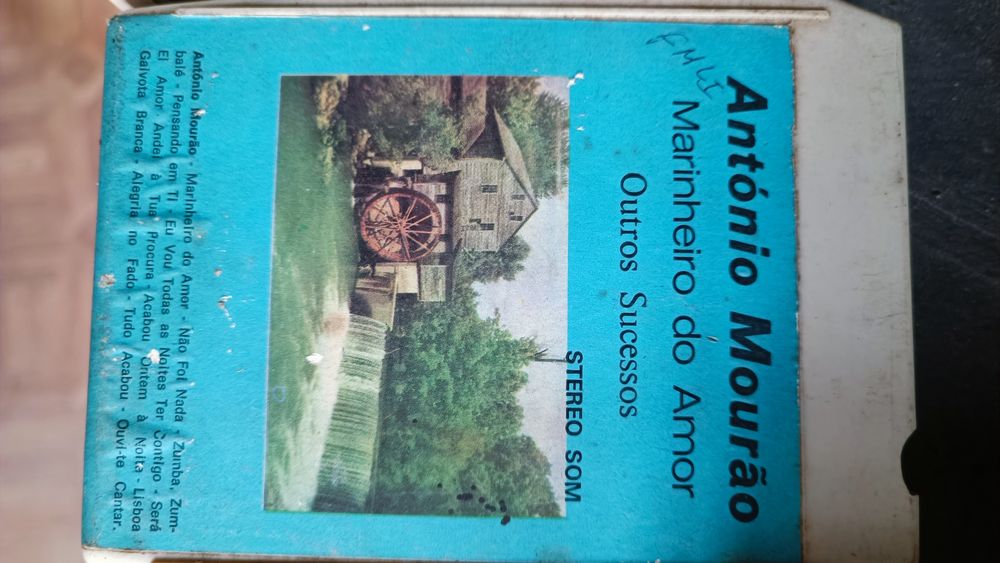 António Mourão
Marinheiro do Amor
Outros Sucessos
STEREO SOM
António Mourão - Marinheiro do Amor - Não Foi Nada - Zumba, Zum-
balé - Pensando em Ti - Eu Vou Todas as Noites Ter Contigo - Será
El Amor Andei à Tua Procura - Acabou Ontem à Noite - Lisboa
Gaivota Branca - Alegria no Fado - Tudo Acabou - Ouvi-te Cantar.